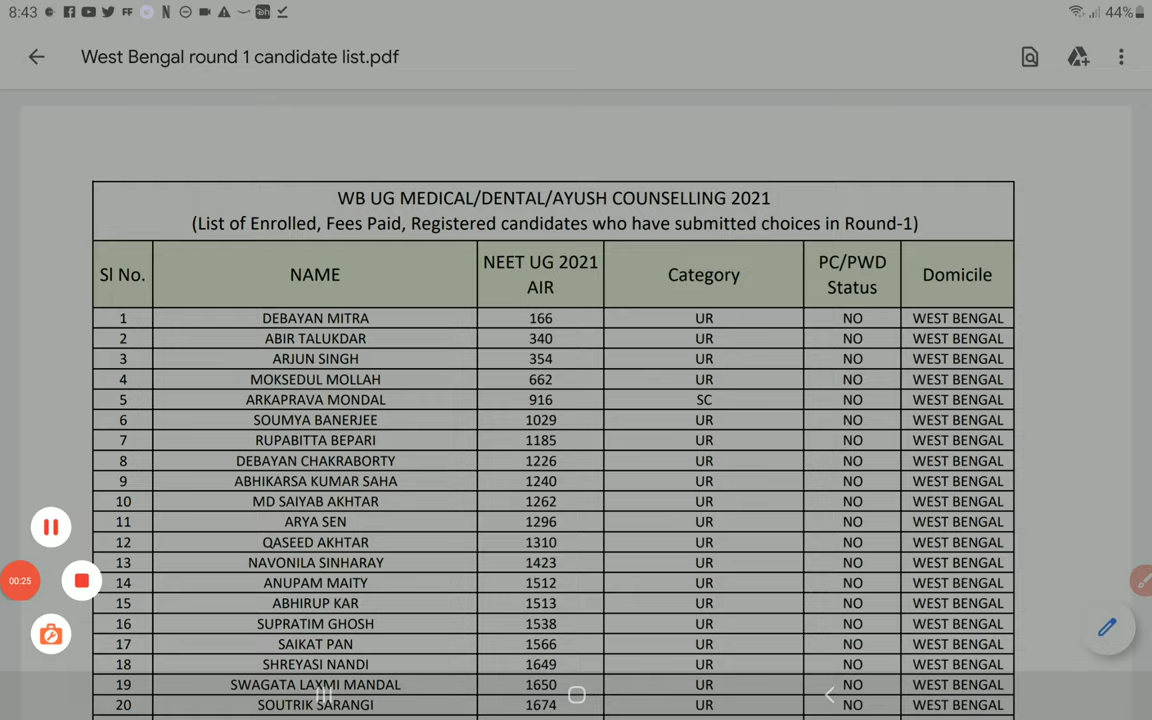 8:43 FF N 44%
West Bengal round 1 candidate list.pdf
WB UG MEDICAL/DENTAL/AYUSH COUNSELLING 2021
(List of Enrolled, Fees Paid, Registered candidates who have submitted choices in Round-1)
Sl No. NAME NEET UG 2021 AIR Category PC/PWD Status Domicile
1 DEBAYAN MITRA 166 UR NO WEST BENGAL
2 ABIR TALUKDAR 340 UR NO WEST BENGAL
3 ARJUN SINGH 354 UR NO WEST BENGAL
4 MOKSEDUL MOLLAH 662 UR NO WEST BENGAL
5 ARKAPRAVA MONDAL 916 SC NO WEST BENGAL
6 SOUMYA BANERJEE 1029 UR NO WEST BENGAL
7 RUPABITTA BEPARI 1185 UR NO WEST BENGAL
8 DEBAYAN CHAKRABORTY 1226 UR NO WEST BENGAL
9 ABHIKARSA KUMAR SAHA 1240 UR NO WEST BENGAL
10 MD SAIYAB AKHTAR 1262 UR NO WEST BENGAL
11 ARYA SEN 1296 UR NO WEST BENGAL
12 QASEED AKHTAR 1310 UR NO WEST BENGAL
13 NAVONILA SINHARAY 1423 UR NO WEST BENGAL
14 ANUPAM MAITY 1512 UR NO WEST BENGAL
15 ABHIRUP KAR 1513 UR NO WEST BENGAL
16 SUPRATIM GHOSH 1538 UR NO WEST BENGAL
17 SAIKAT PAN 1566 UR NO WEST BENGAL
18 SHREYASI NANDI 1649 UR NO WEST BENGAL
19 SWAGATA LAXMI MANDAL 1650 UR NO WEST BENGAL
20 SOUTRIK SARANGI 1674 UR NO WEST BENGAL
00:25